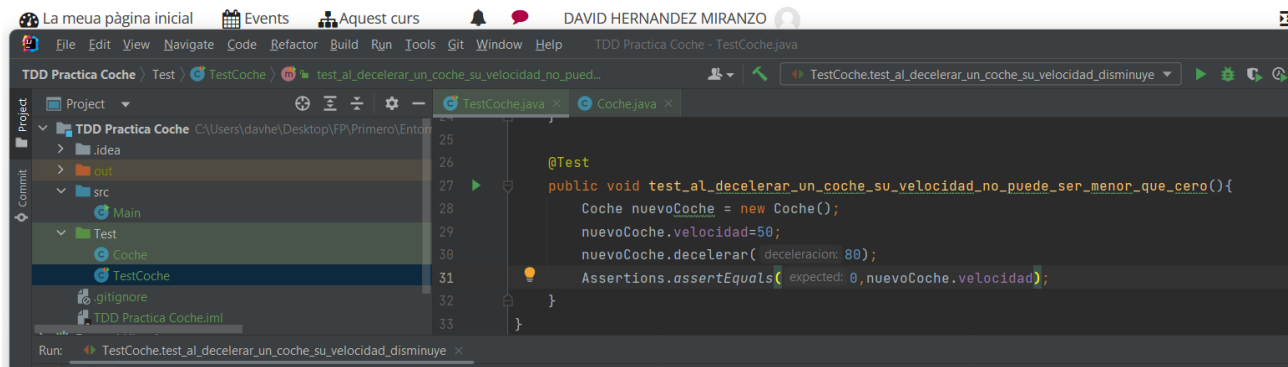 La meua pàgina inicial Events Aquest curs DAVID HERNANDEZ MIRANZO
File Edit View Navigate Code Refactor Build Run Tools Git Window Help TDD Practica Coche - TestCoche.java
TDD Practica Coche Test TestCoche test_al_decelerar_un_coche_su_velocidad_no_pued... TestCoche.test_al_decelerar_un_coche_su_velocidad_disminuye
Project
Commit
Project
TDD Practica Coche C:\Users\davhe\Desktop\FP\Primero\Entorn
.idea
out
src
Main
Test
Coche
TestCoche
.gitignore
TDD Practica Coche.iml
TestCoche.java Coche.java
24 }
25
26 @Test
27 public void test_al_decelerar_un_coche_su_velocidad_no_puede_ser_menor_que_cero(){
28 Coche nuevoCoche = new Coche();
29 nuevoCoche.velocidad=50;
30 nuevoCoche.decelerar( deceleracion: 80);
31 Assertions.assertEquals( expected: 0,nuevoCoche.velocidad);
32 }
33 }
Run: TestCoche.test_al_decelerar_un_coche_su_velocidad_disminuye